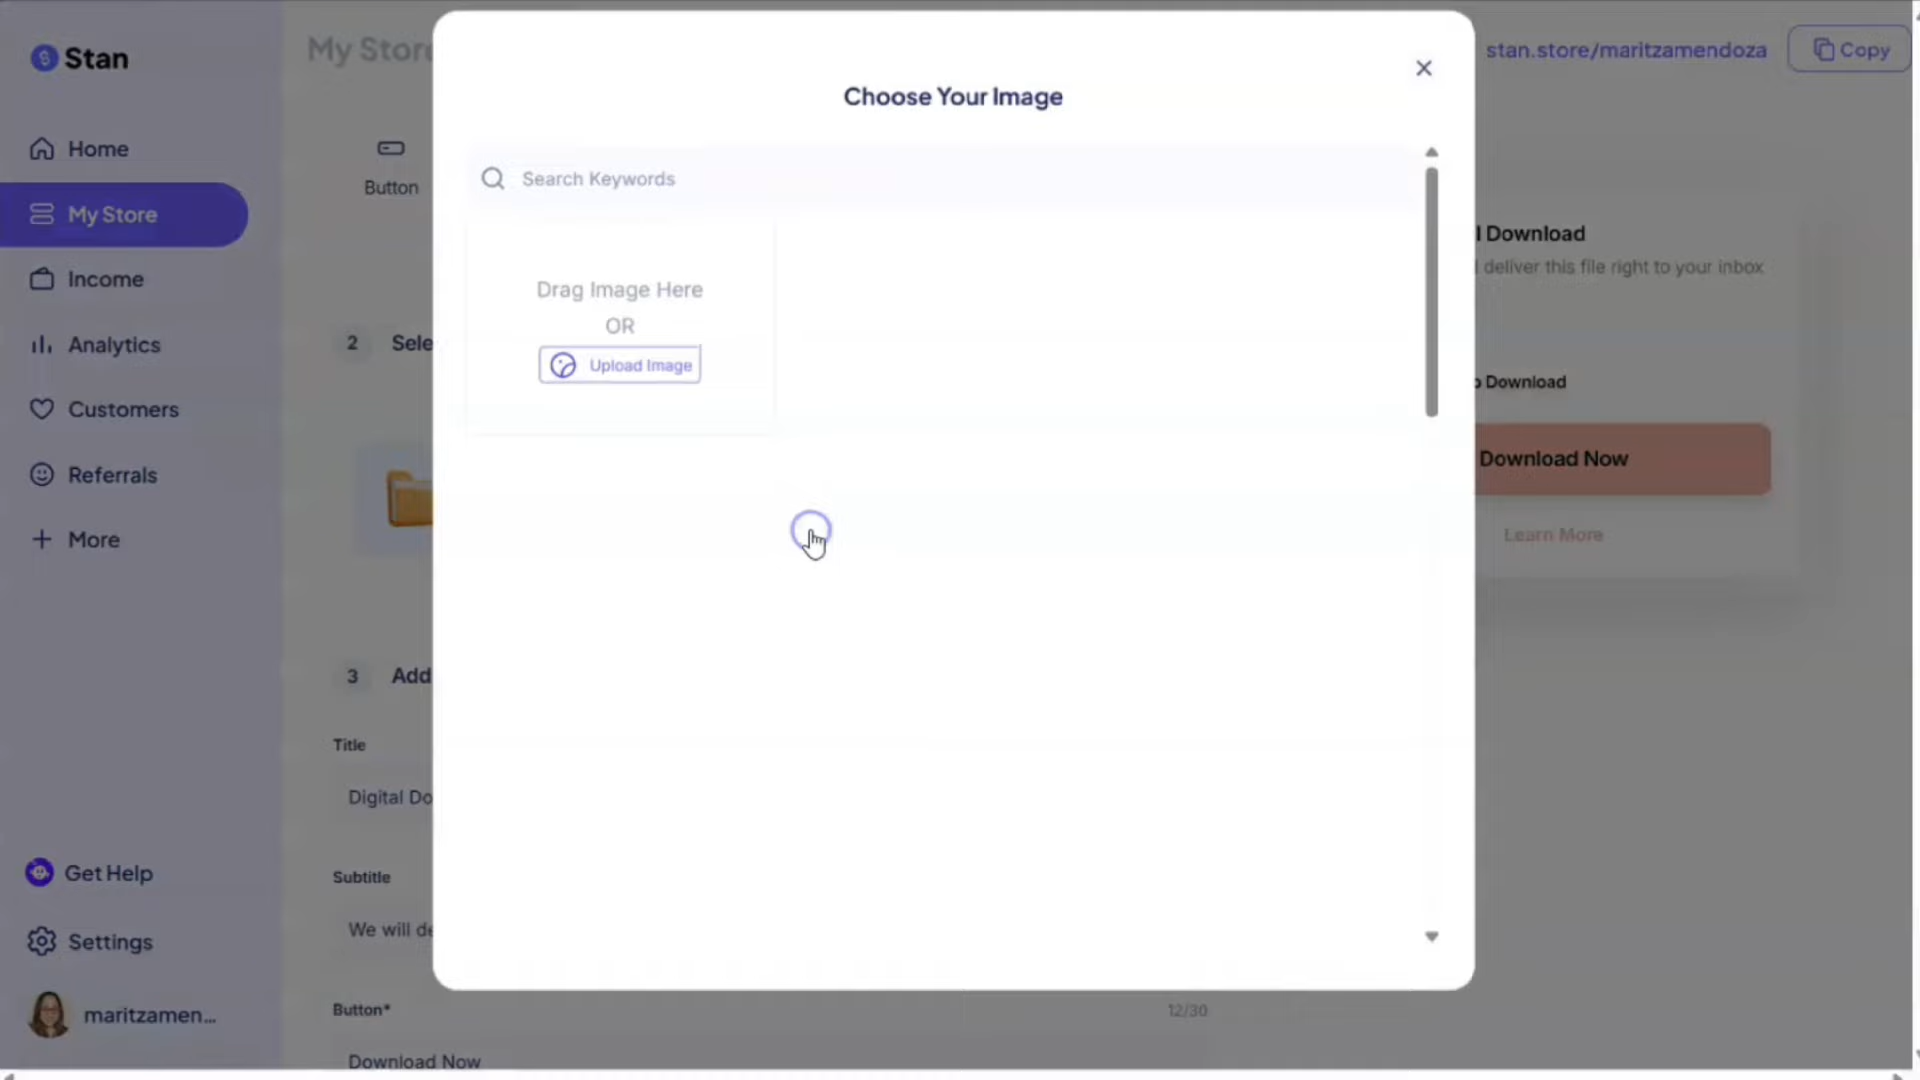 Stan
My Store
stan.store/maritzamendoza
Copy
Choose Your Image
Home
My Store
Income
Analytics
Customers
Referrals
More
Get Help
Settings
maritzamen...
Button
Search Keywords
Drag Image Here
OR
Upload Image
2 Sele
3 Add
Title
Digital Do
Subtitle
We will de
Button*
12/30
Download Now
l Download
deliver this file right to your inbox
Download
Download Now
Learn More